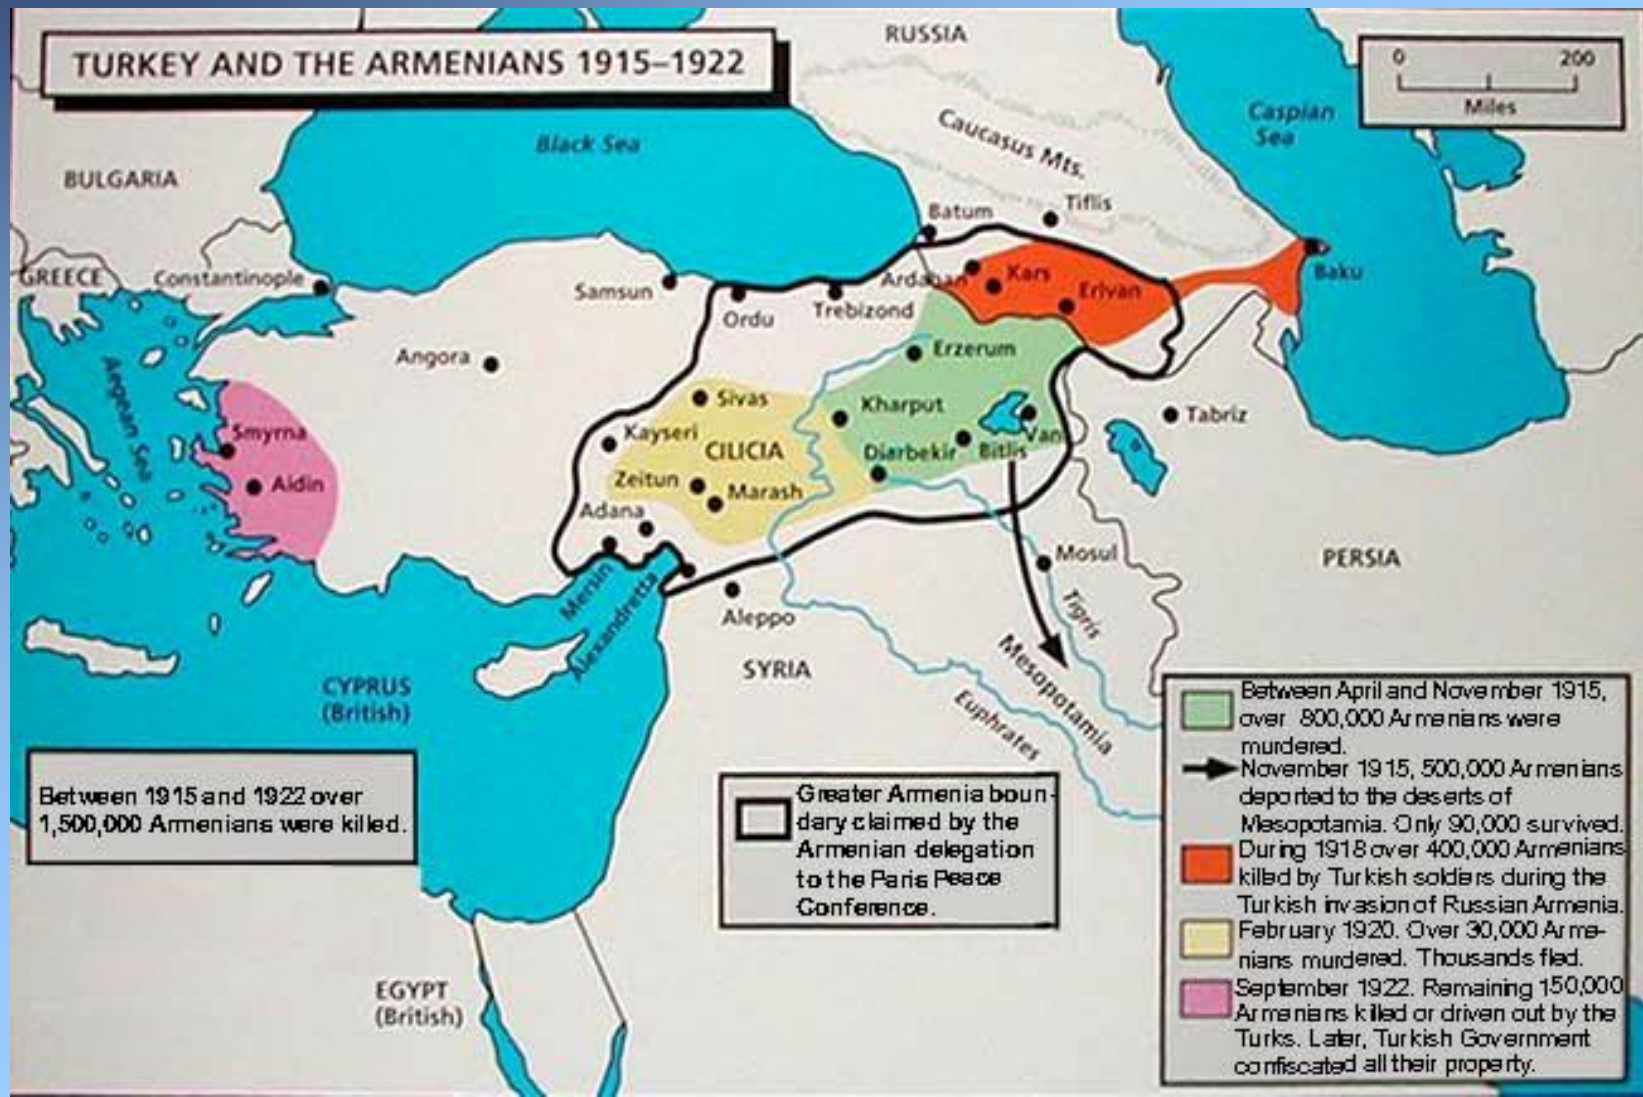 TURKEY AND THE ARMENIANS 1915–1922
RUSSIA
0 200
Miles
Caspian
Sea
Black Sea
Caucasus Mts.
BULGARIA
Tiflis
Batum
GREECE
Constantinople
Samsun
Ordu
Trebizond
Ardahan
Kars
Erivan
Baku
Angora
Erzerum
Aegean Sea
Sivas
Kharput
Tabriz
Smyrna
Kayseri
CILICIA
Van
Diarbekir
Bitlis
Aidin
Zeitun
Marash
Adana
Mosul
PERSIA
Mersin
Alexandretta
Aleppo
Tigris
SYRIA
Mesopotamia
Euphrates
CYPRUS
(British)
Between 1915 and 1922 over
1,500,000 Armenians were killed.
Greater Armenia boun-
dary claimed by the
Armenian delegation
to the Paris Peace
Conference.
Between April and November 1915,
over 800,000 Armenians were
murdered.
November 1915, 500,000 Armenians
deported to the deserts of
Mesopotamia. Only 90,000 survived.
During 1918 over 400,000 Armenians
killed by Turkish soldiers during the
Turkish invasion of Russian Armenia.
February 1920. Over 30,000 Arme-
nians murdered. Thousands fled.
September 1922. Remaining 150,000
Armenians killed or driven out by the
Turks. Later, Turkish Government
confiscated all their property.
EGYPT
(British)